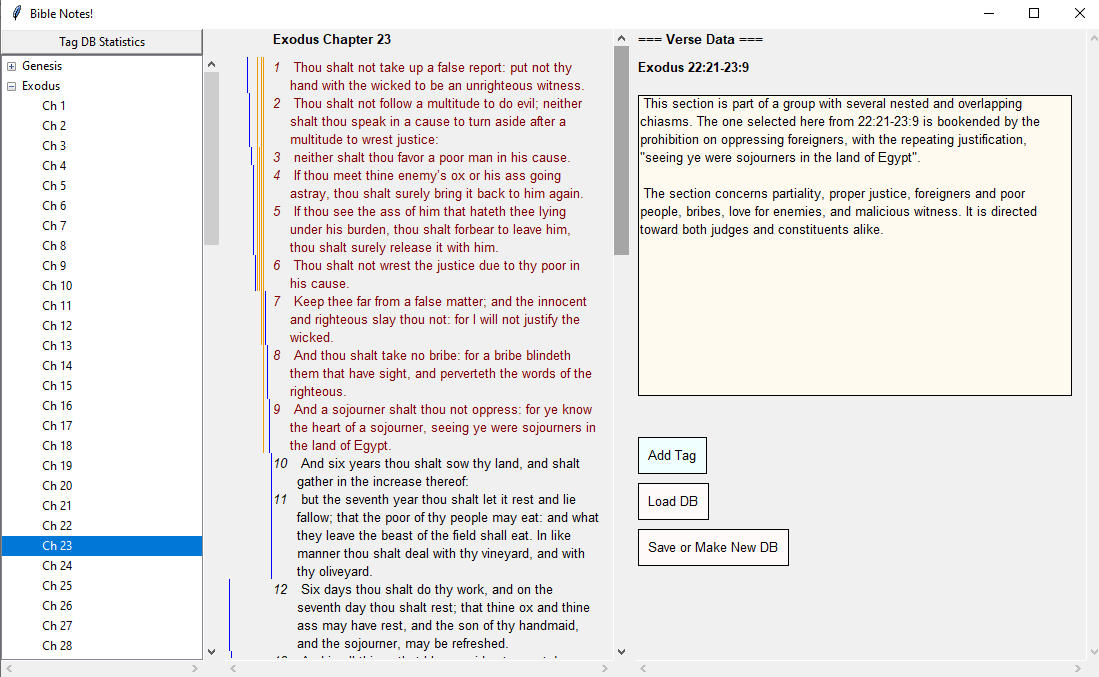 Bible Notes!
Tag DB Statistics
Genesis
Exodus
Ch 1
Ch 2
Ch 3
Ch 4
Ch 5
Ch 6
Ch 7
Ch 8
Ch 9
Ch 10
Ch 11
Ch 12
Ch 13
Ch 14
Ch 15
Ch 16
Ch 17
Ch 18
Ch 19
Ch 20
Ch 21
Ch 22
Ch 23
Ch 24
Ch 25
Ch 26
Ch 27
Ch 28
Exodus Chapter 23
1 Thou shalt not take up a false report: put not thy
hand with the wicked to be an unrighteous witness.
2 Thou shalt not follow a multitude to do evil; neither
shalt thou speak in a cause to turn aside after a
multitude to wrest justice:
3 neither shalt thou favor a poor man in his cause.
4 If thou meet thine enemy's ox or his ass going
astray, thou shalt surely bring it back to him again.
5 If thou see the ass of him that hateth thee lying
under his burden, thou shalt forbear to leave him,
thou shalt surely release it with him.
6 Thou shalt not wrest the justice due to thy poor in
his cause.
7 Keep thee far from a false matter; and the innocent
and righteous slay thou not: for I will not justify the
wicked.
8 And thou shalt take no bribe: for a bribe blindeth
them that have sight, and perverteth the words of the
righteous.
9 And a sojourner shalt thou not oppress: for ye know
the heart of a sojourner, seeing ye were sojourners in
the land of Egypt.
10 And six years thou shalt sow thy land, and shalt
gather in the increase thereof:
11 but the seventh year thou shalt let it rest and lie
fallow; that the poor of thy people may eat: and what
they leave the beast of the field shall eat. In like
manner thou shalt deal with thy vineyard, and with
thy oliveyard.
12 Six days thou shalt do thy work, and on the
seventh day thou shalt rest; that thine ox and thine
ass may have rest, and the son of thy handmaid,
and the sojourner, may be refreshed.
=== Verse Data ===
Exodus 22:21-23:9
This section is part of a group with several nested and overlapping
chiasms. The one selected here from 22:21-23:9 is bookended by the
prohibition on oppressing foreigners, with the repeating justification,
"seeing ye were sojourners in the land of Egypt".
The section concerns partiality, proper justice, foreigners and poor
people, bribes, love for enemies, and malicious witness. It is directed
toward both judges and constituents alike.
Add Tag
Load DB
Save or Make New DB